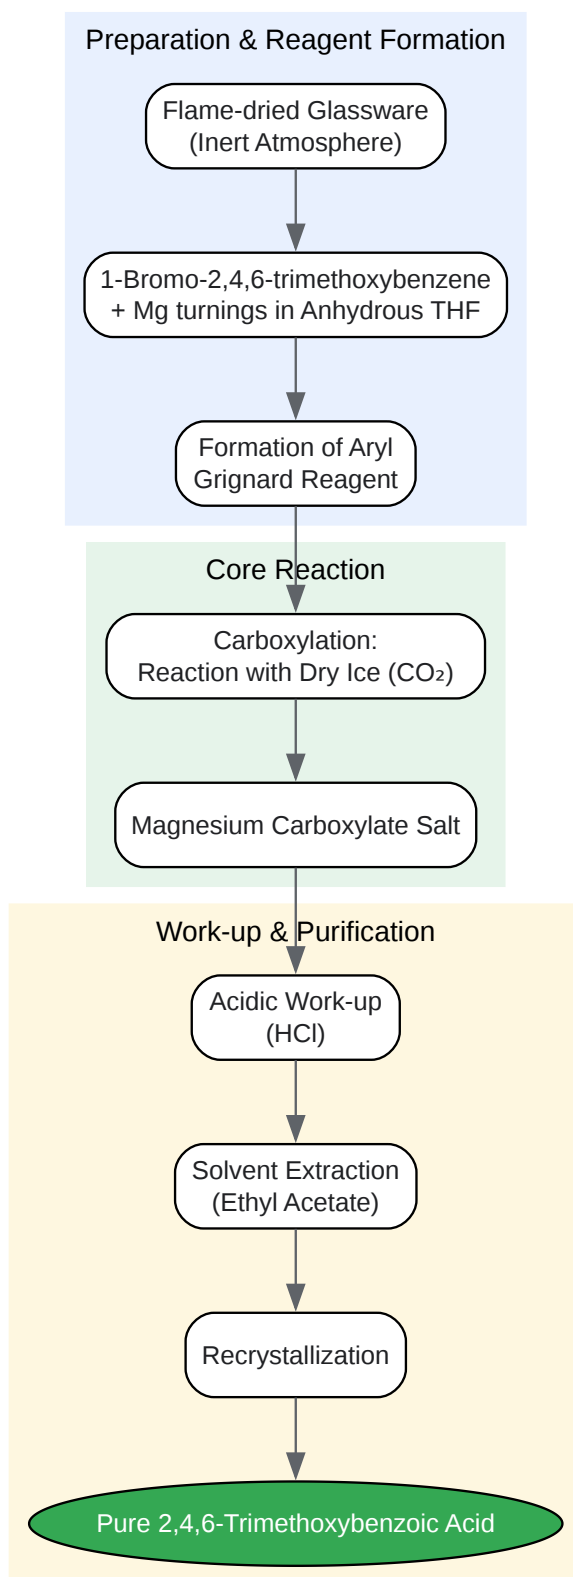 Preparation & Reagent Formation
Flame-dried Glassware
(Inert Atmosphere)
1-Bromo-2,4,6-trimethoxybenzene
+ Mg turnings in Anhydrous THF
Formation of Aryl
Grignard Reagent
Core Reaction
Carboxylation:
Reaction with Dry Ice (CO₂)
Magnesium Carboxylate Salt
Work-up & Purification
Acidic Work-up
(HCl)
Solvent Extraction
(Ethyl Acetate)
Recrystallization
Pure 2,4,6-Trimethoxybenzoic Acid